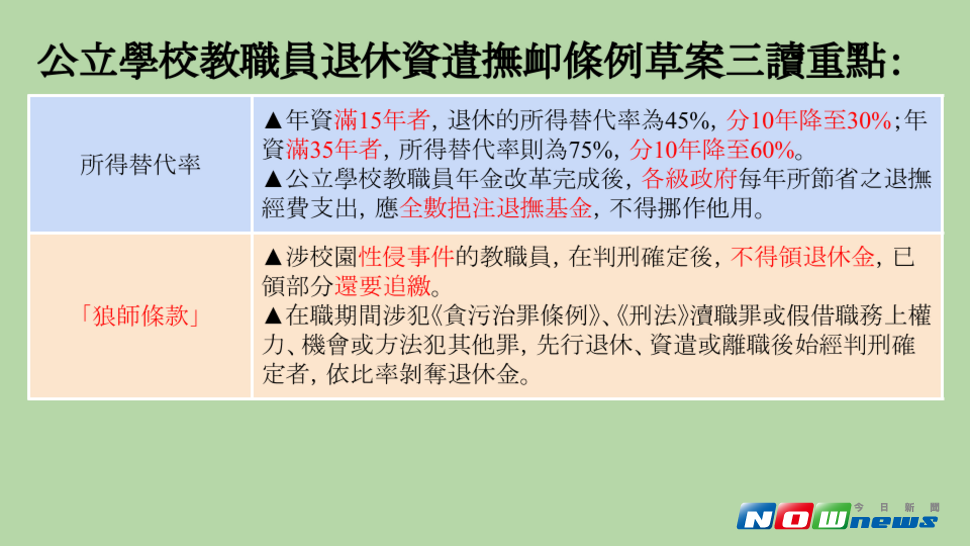 公立學校教職員退休資遣撫卹條例草案三讀重點：
所得替代率
▲年資滿15年者，退休的所得替代率為45%，分10年降至30%；年
資滿35年者，所得替代率則為75%，分10年降至60%。
▲公立學校教職員年金改革完成後，各級政府每年所節省之退撫
經費支出，應全數挹注退撫基金，不得挪作他用。
「狼師條款」
▲涉校園性侵事件的教職員，在判刑確定後，不得領退休金，已
領部分還要追繳。
▲在職期間涉犯《貪污治罪條例》、《刑法》瀆職罪或假借職務上權
力、機會或方法犯其他罪，先行退休、資遣或離職後始經判刑確
定者，依比率剝奪退休金。
今日新聞
NOWnews